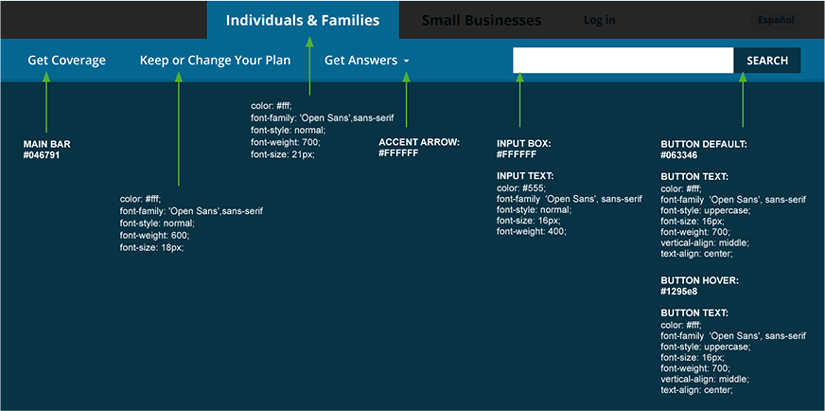 Individuals & Families
Small Businesses
Log in
Español
Get Coverage
Keep or Change Your Plan
Get Answers
SEARCH
color: #fff;
font-family: 'Open Sans',sans-serif
font-style: normal;
font-weight: 700;
font-size: 21px;
MAIN BAR
#046791
color: #fff;
font-family: 'Open Sans',sans-serif
font-style: normal;
font-weight: 600;
font-size: 18px;
ACCENT ARROW:
#FFFFFF
INPUT BOX:
#FFFFFF
INPUT TEXT:
color: #555;
font-family  'Open Sans', sans-serif
font-style: normal;
font-size: 16px;
font-weight: 400;
BUTTON DEFAULT:
#063346
BUTTON TEXT:
color: #fff;
font-family  'Open Sans', sans-serif
font-style: uppercase;
font-size: 16px;
font-weight: 700;
vertical-align: middle;
text-align: center;
BUTTON HOVER:
#1295e8
BUTTON TEXT:
color: #fff;
font-family  'Open Sans', sans-serif
font-style: uppercase;
font-size: 16px;
font-weight: 700;
vertical-align: middle;
text-align: center;